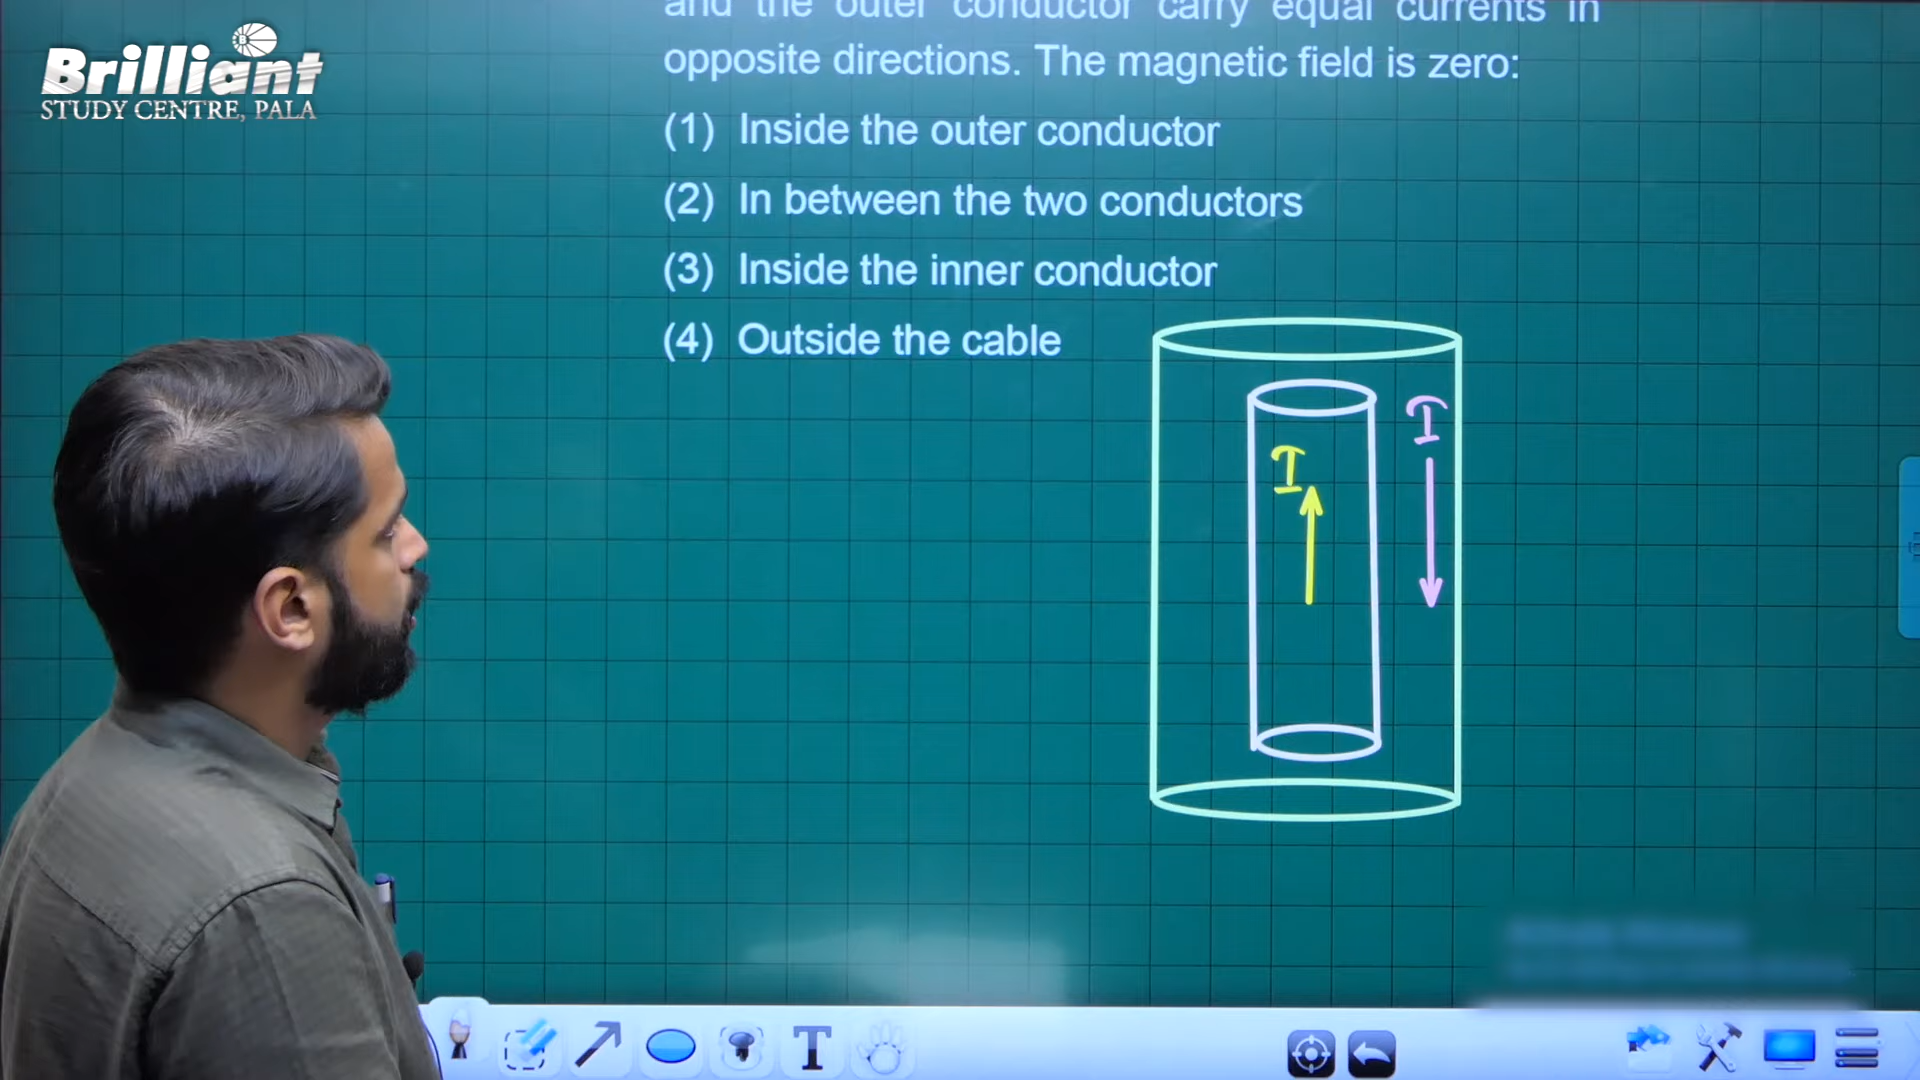 Brilliant
STUDY CENTRE, PALA
and the outer conductor carry equal currents in
opposite directions. The magnetic field is zero:
(1) Inside the outer conductor
(2) In between the two conductors
(3) Inside the inner conductor
(4) Outside the cable
I
I
T